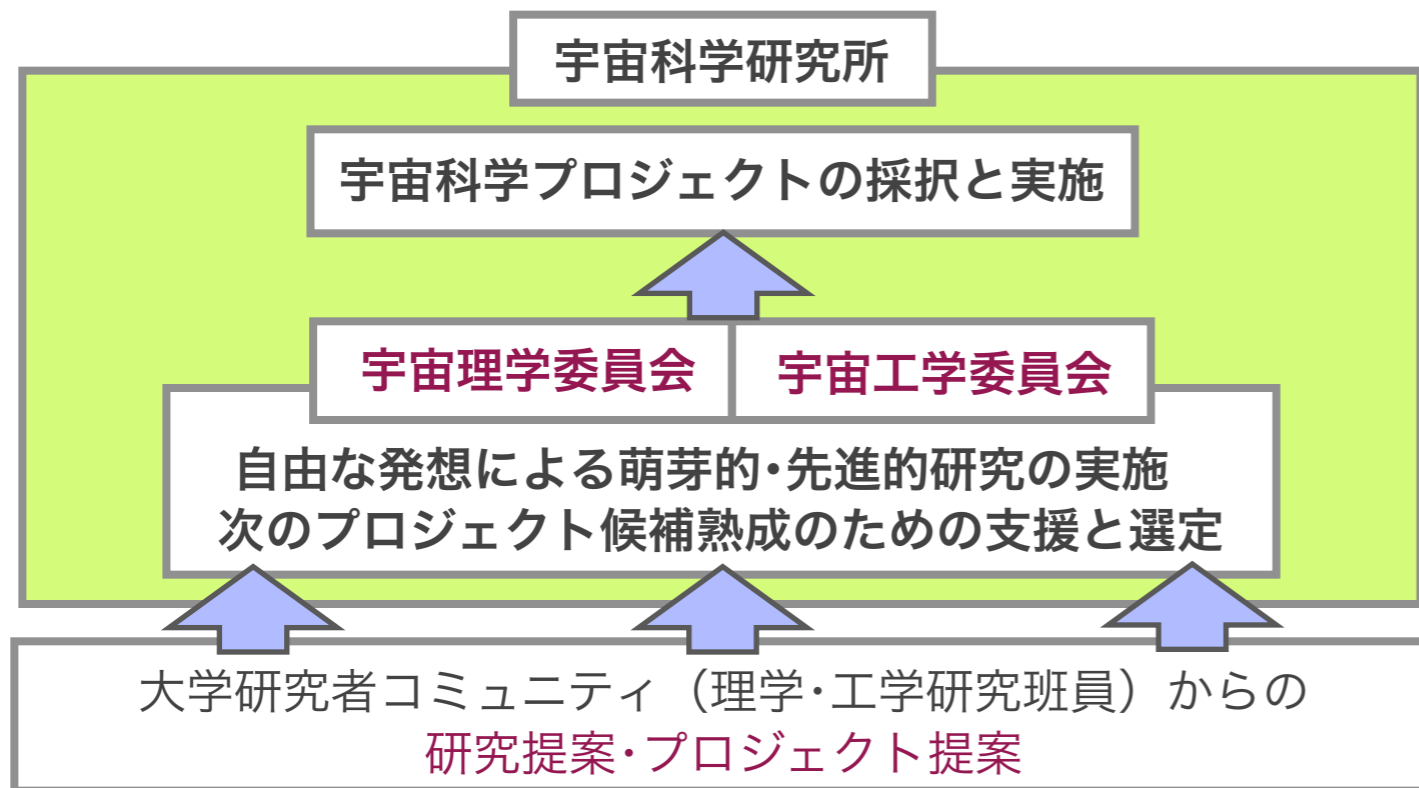 宇宙科学研究所
宇宙科学プロジェクトの採択と実施
宇宙理学委員会
宇宙工学委員会
自由な発想による萌芽的・先進的研究の実施
次のプロジェクト候補熟成のための支援と選定
大学研究者コミュニティ（理学・工学研究班員）からの
研究提案・プロジェクト提案